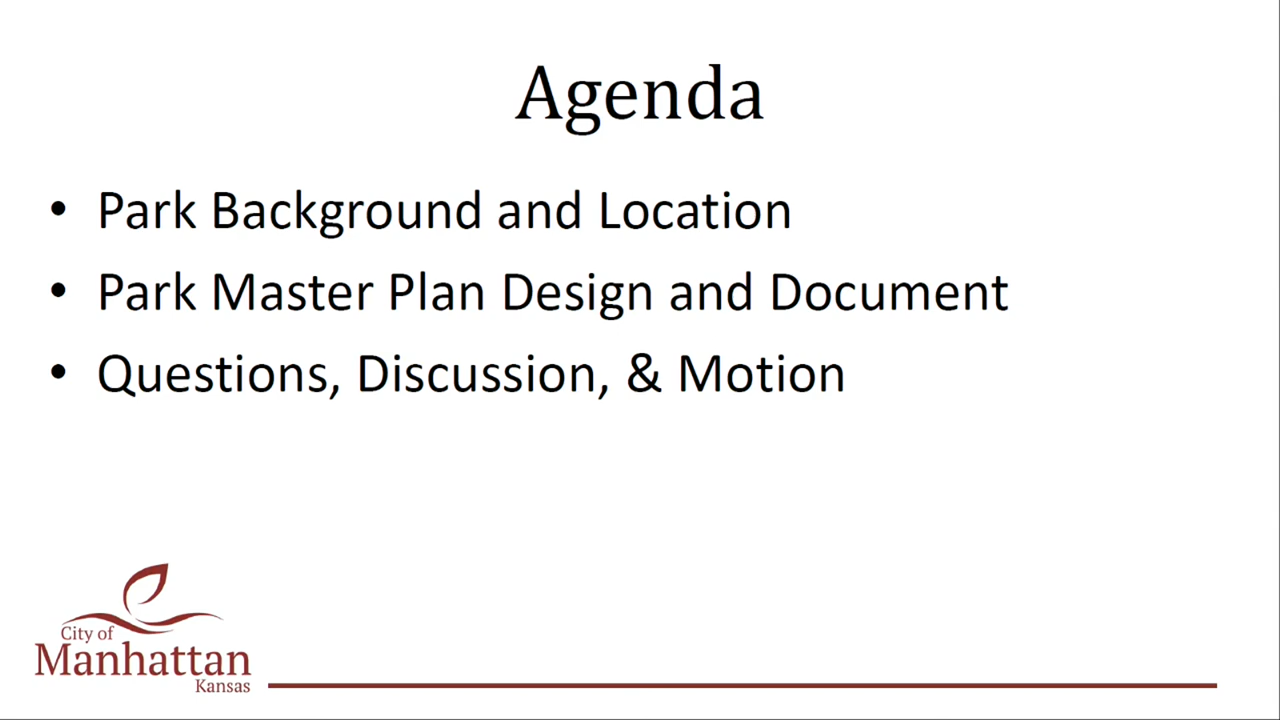 Agenda
• Park Background and Location
• Park Master Plan Design and Document
• Questions, Discussion, & Motion
City of
Manhattan
Kansas